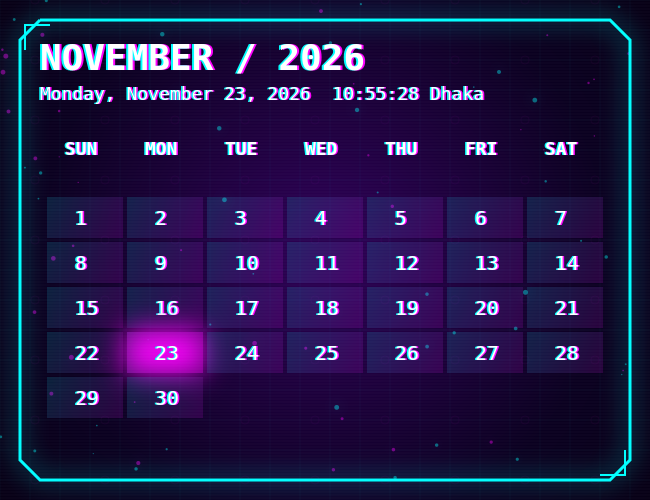 NOVEMBER / 2026
Monday, November 23, 2026  10:55:28 Dhaka
SUN MON TUE WED THU FRI SAT
1 2 3 4 5 6 7
8 9 10 11 12 13 14
15 16 17 18 19 20 21
22 23 24 25 26 27 28
29 30